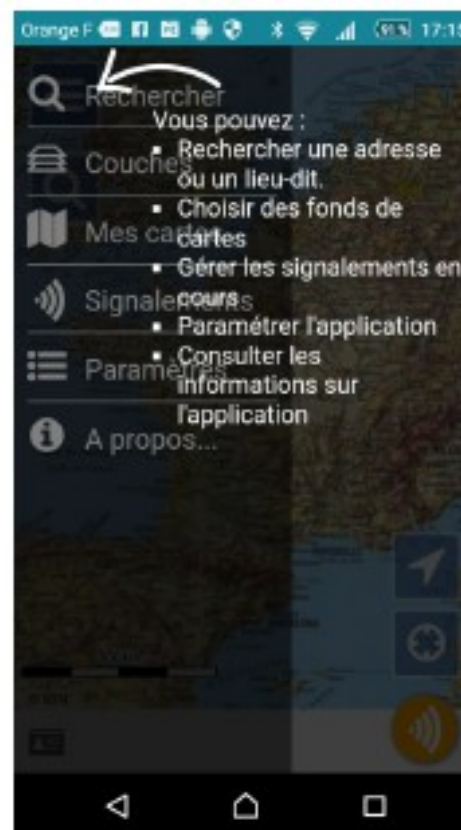 Orange F 91% 17:15
Rechercher
Vous pouvez :
▪ Rechercher une adresse
ou un lieu-dit.
Couches
▪ Choisir des fonds de
cartes
Mes cartes
▪ Gérer les signalements en
cours
Signalements
▪ Paramétrer l'application
▪ Consulter les
informations sur
l'application
Paramètres
A propos...